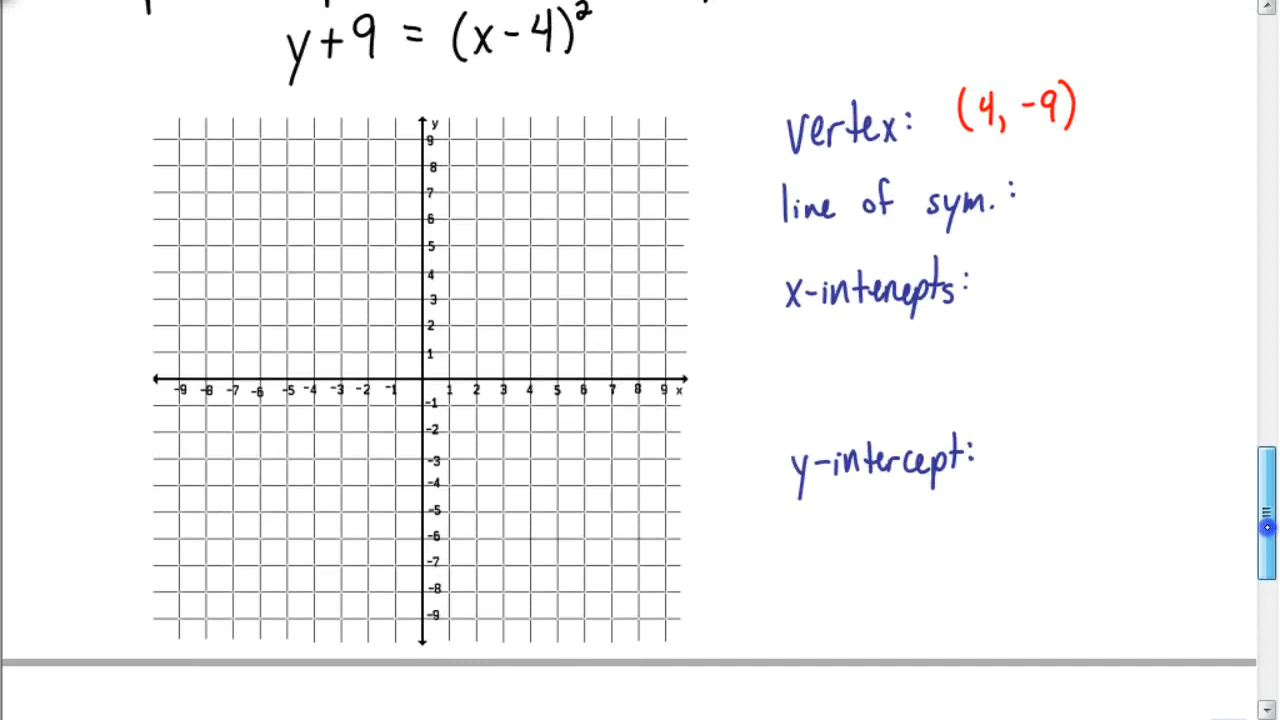 y+9 = (x-4)²
vertex: (4, -9)
line of sym.:
x-intercepts:
y-intercept:
y
9
8
7
6
5
4
3
2
1
-9 -8 -7 -6 -5 -4 -3 -2 -1 1 2 3 4 5 6 7 8 9 x
-1
-2
-3
-4
-5
-6
-7
-8
-9